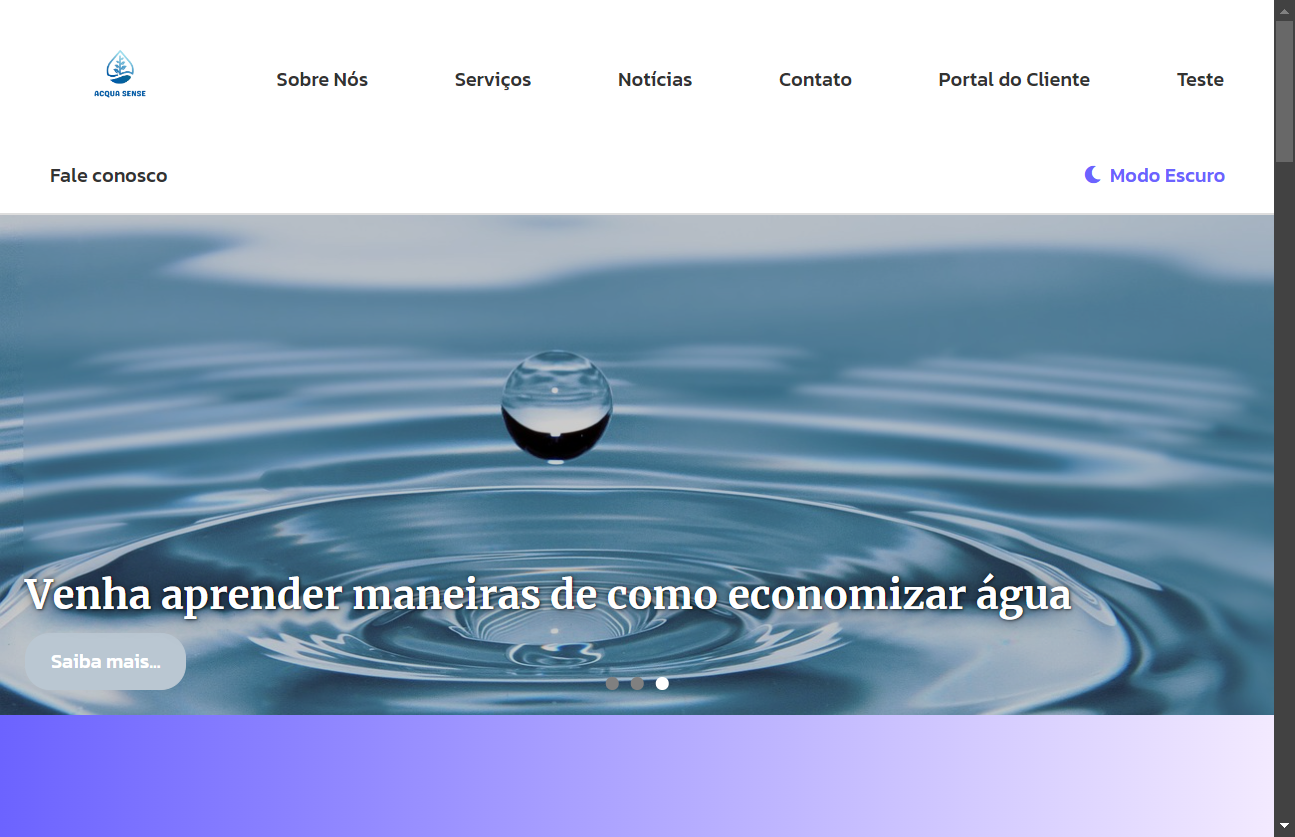 ACQUA SENSE
Sobre Nós
Serviços
Notícias
Contato
Portal do Cliente
Teste
Fale conosco
Modo Escuro
Venha aprender maneiras de como economizar água
Saiba mais...